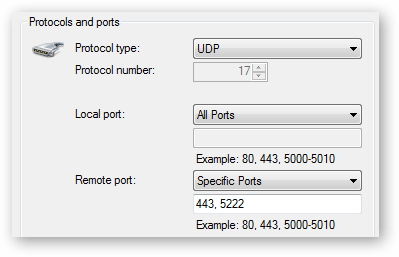 Protocols and ports
Protocol type: UDP
Protocol number: 17
Local port: All Ports
Example: 80, 443, 5000-5010
Remote port: Specific Ports
443, 5222
Example: 80, 443, 5000-5010